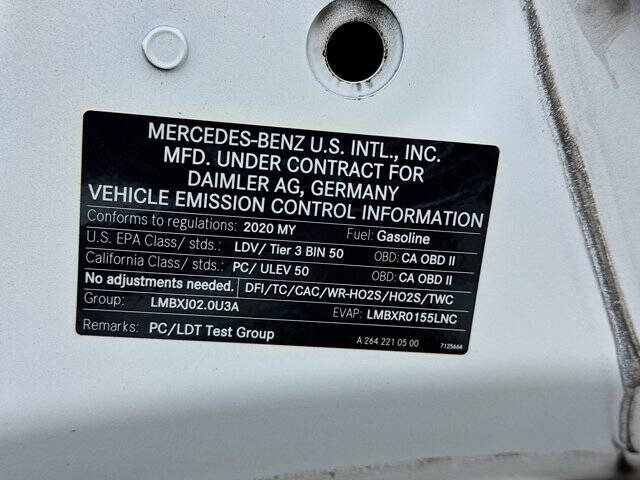 MERCEDES-BENZ U.S. INTL., INC.
MFD. UNDER CONTRACT FOR
DAIMLER AG, GERMANY
VEHICLE EMISSION CONTROL INFORMATION
Conforms to regulations: 2020 MY Fuel: Gasoline
U.S. EPA Class/ stds.: LDV/ Tier 3 BIN 50 OBD: CA OBD II
California Class/ stds.: PC/ ULEV 50 OBD: CA OBD II
No adjustments needed. DFI/TC/CAC/WR-HO2S/HO2S/TWC
Group: LMBXJ02.0U3A EVAP: LMBXR0155LNC
Remarks: PC/LDT Test Group A 264 221 05 00 7125664